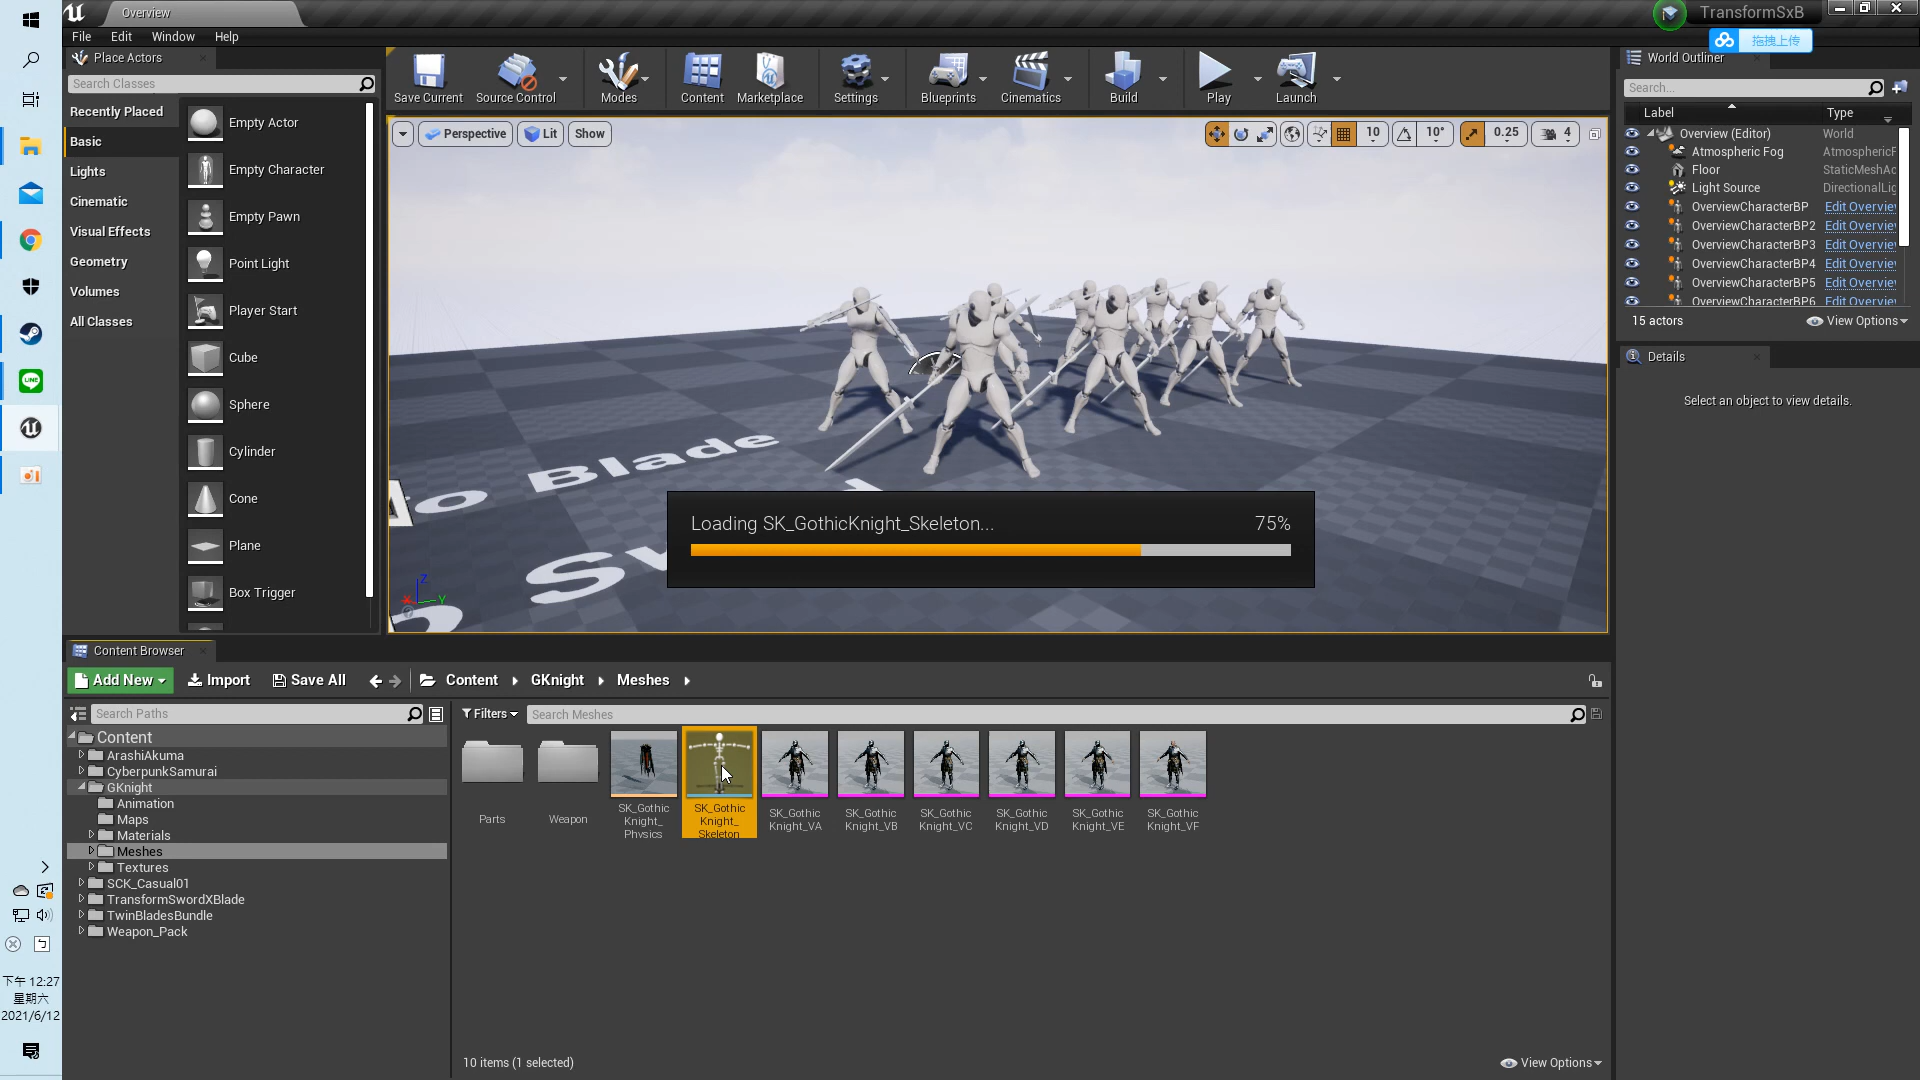 Overview
TransformSxB
File Edit Window Help
拖拽上传
Place Actors
Search Classes
Recently Placed
Basic
Lights
Cinematic
Visual Effects
Geometry
Volumes
All Classes
Empty Actor
Empty Character
Empty Pawn
Point Light
Player Start
Cube
Sphere
Cylinder
Cone
Plane
Box Trigger
Save Current
Source Control
Modes
Content
Marketplace
Settings
Blueprints
Cinematics
Build
Play
Launch
Perspective
Lit
Show
10
10°
0.25
4
Blade
Loading SK_GothicKnight_Skeleton... 75%
X
Y
Z
World Outliner
Search...
Label Type
Overview (Editor) World
Atmospheric Fog AtmosphericF
Floor StaticMeshAc
Light Source DirectionalLig
OverviewCharacterBP Edit Overvie
OverviewCharacterBP2 Edit Overvie
OverviewCharacterBP3 Edit Overvie
OverviewCharacterBP4 Edit Overvie
OverviewCharacterBP5 Edit Overvie
OverviewCharacterBP6 Edit Overvie
15 actors
View Options
Details
Select an object to view details.
Content Browser
Add New
Import
Save All
Content
GKnight
Meshes
Search Paths
Filters
Search Meshes
Content
ArashiAkuma
CyberpunkSamurai
GKnight
Animation
Maps
Materials
Meshes
Textures
SCK_Casual01
TransformSwordXBlade
TwinBladesBundle
Weapon_Pack
Parts
Weapon
SK_Gothic
Knight_
Physics
SK_Gothic
Knight_
Skeleton
SK_Gothic
Knight_VA
SK_Gothic
Knight_VB
SK_Gothic
Knight_VC
SK_Gothic
Knight_VD
SK_Gothic
Knight_VE
SK_Gothic
Knight_VF
10 items (1 selected)
View Options
LINE
下午 12:27
星期六
2021/6/12